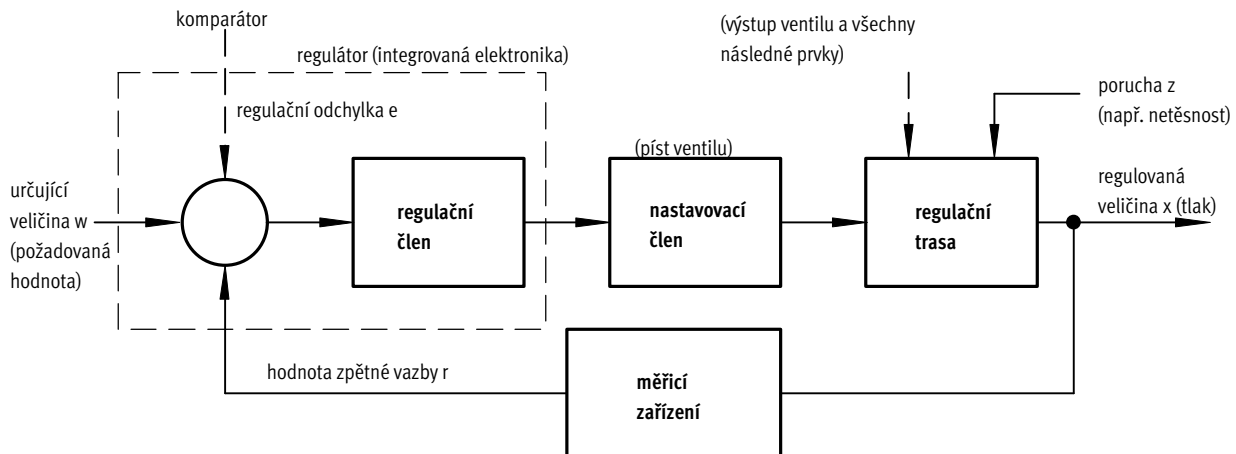 komparátor
regulátor (integrovaná elektronika)
(výstup ventilu a všechny
následné prvky)
porucha z
(např. netěsnost)
regulační odchylka e
(píst ventilu)
určující
veličina w
(požadovaná
hodnota)
regulační
člen
nastavovací
člen
regulační
trasa
regulovaná
veličina x (tlak)
hodnota zpětné vazby r
měřicí
zařízení